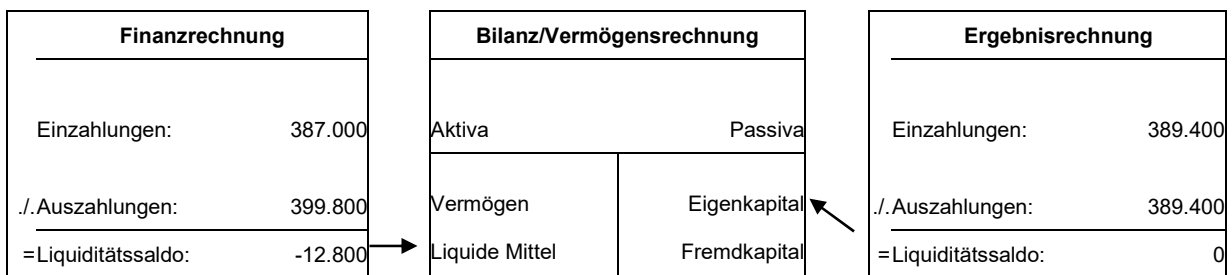 Finanzrechnung
Einzahlungen: 387.000
./.Auszahlungen: 399.800
=Liquiditätssaldo: -12.800
Bilanz/Vermögensrechnung
Aktiva Passiva
Vermögen Eigenkapital
Liquide Mittel Fremdkapital
Ergebnisrechnung
Einzahlungen: 389.400
./.Auszahlungen: 389.400
=Liquiditätssaldo: 0